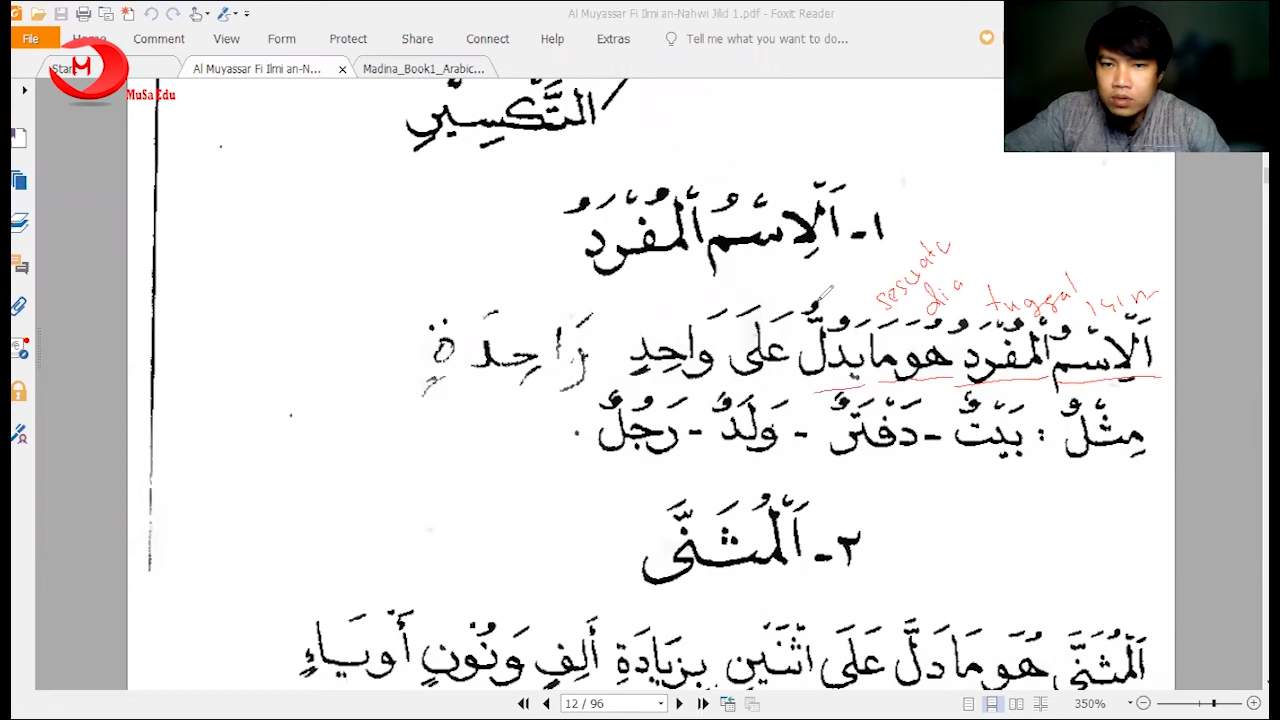 Al Muyassar Fi Ilmi an-Nahwi Jilid 1.pdf - Foxit Reader
File Home Comment View Form Protect Share Connect Help Extras Tell me what you want to do...
Start Al Muyassar Fi Ilmi an-N... Madina_Book1_Arabic...
M
MuSa Edu
التَّكْسِيْرِ
١- اَلْاِسْمُ الْمُفْرَدُ
sesuatu dia tunggal isim
اَلْاِسْمُ الْمُفْرَدُ هُوَ مَا يَدُلُّ عَلَى وَاحِدٍ وَاحِدَةٍ
مِثْلُ : بَيْتٌ - دَفْتَرٌ - وَلَدٌ - رَجُلٌ .
٢- اَلْمُثَنَّى
اَلْمُثَنَّى هُوَ مَا دَلَّ عَلَى اثْنَيْنِ بِزِيَادَةِ أَلِفٍ وَنُوْنٍ أَوْيَاءٍ
12 / 96
350%